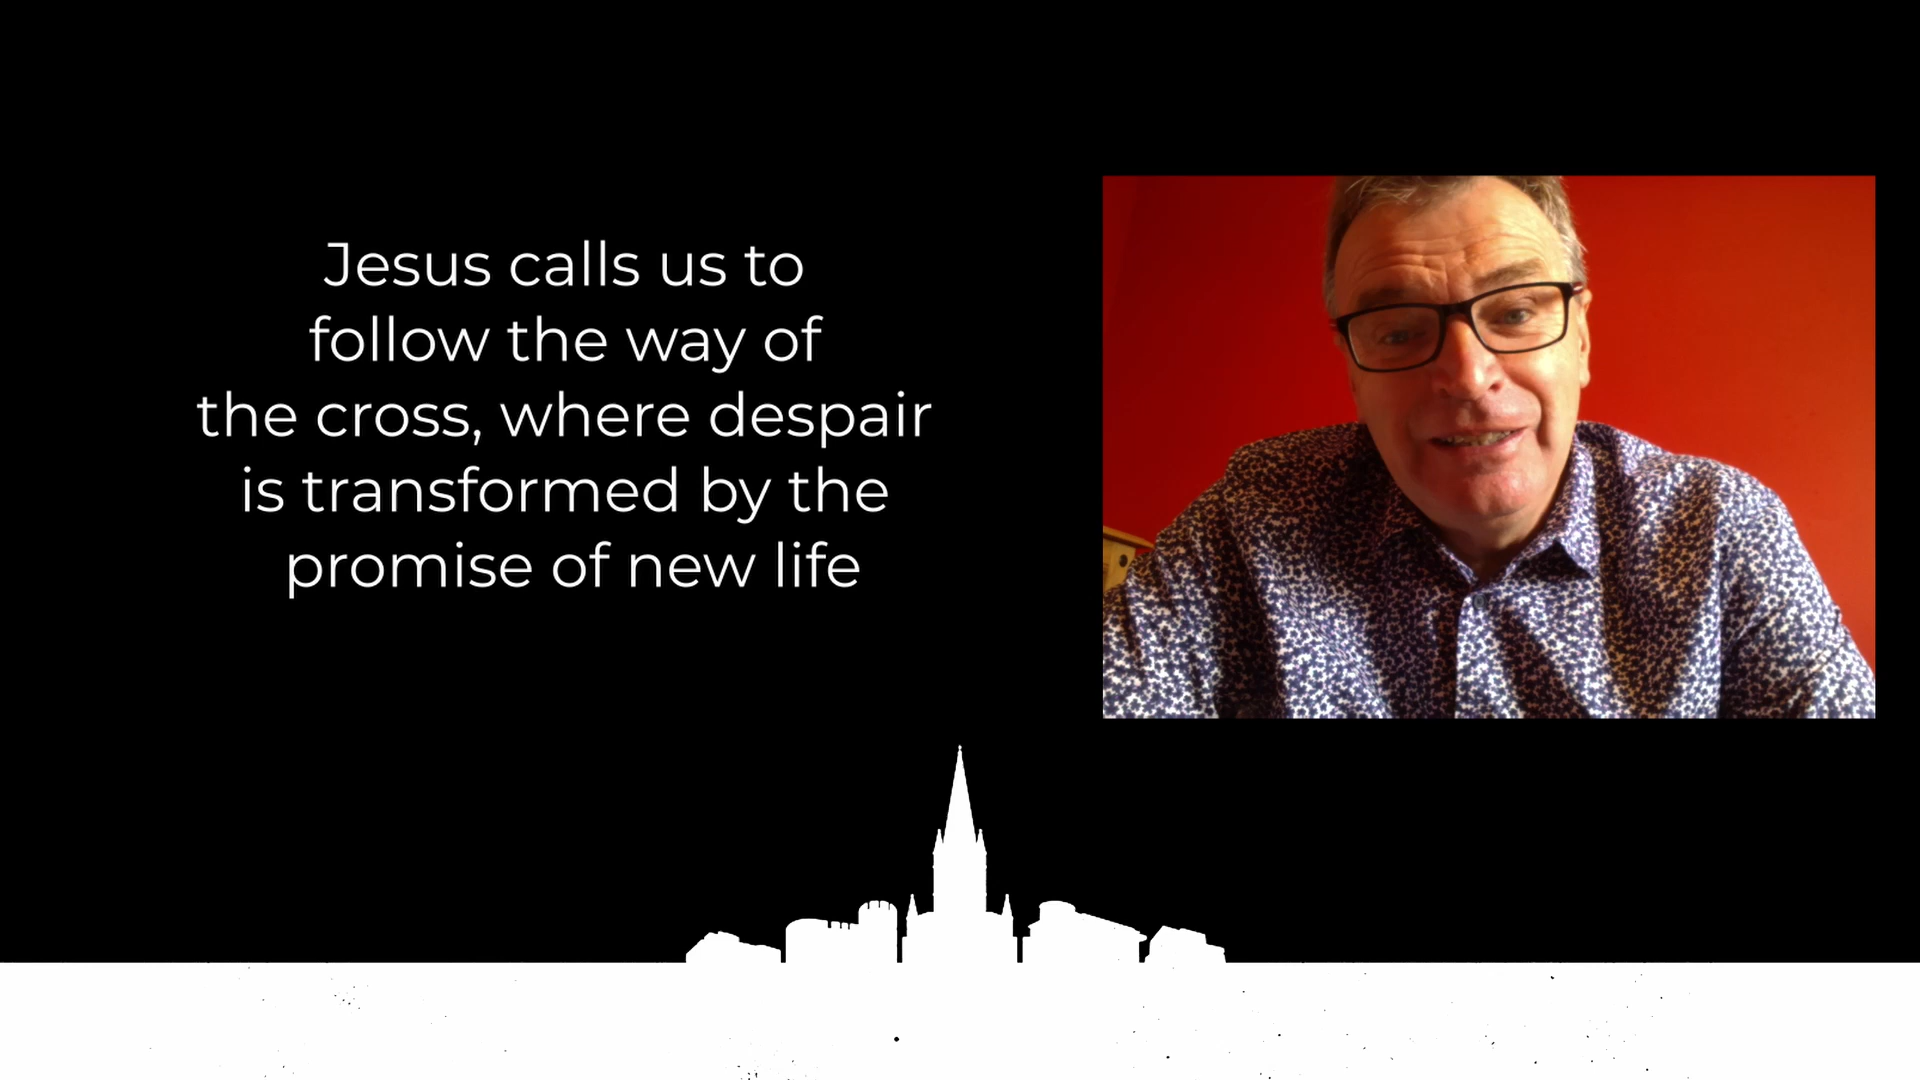 Jesus calls us to
follow the way of
the cross, where despair
is transformed by the
promise of new life